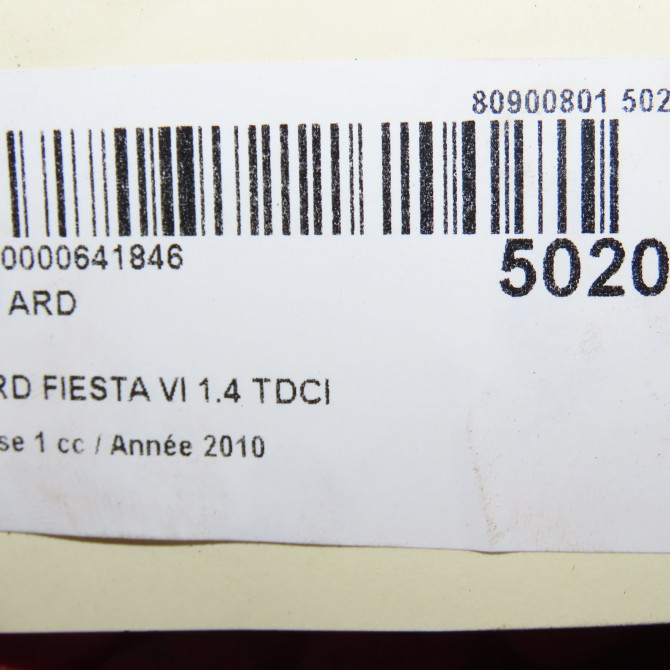 80900801 502
0000641846
5020
ARD
RD FIESTA VI 1.4 TDCI
se 1 cc / Année 2010